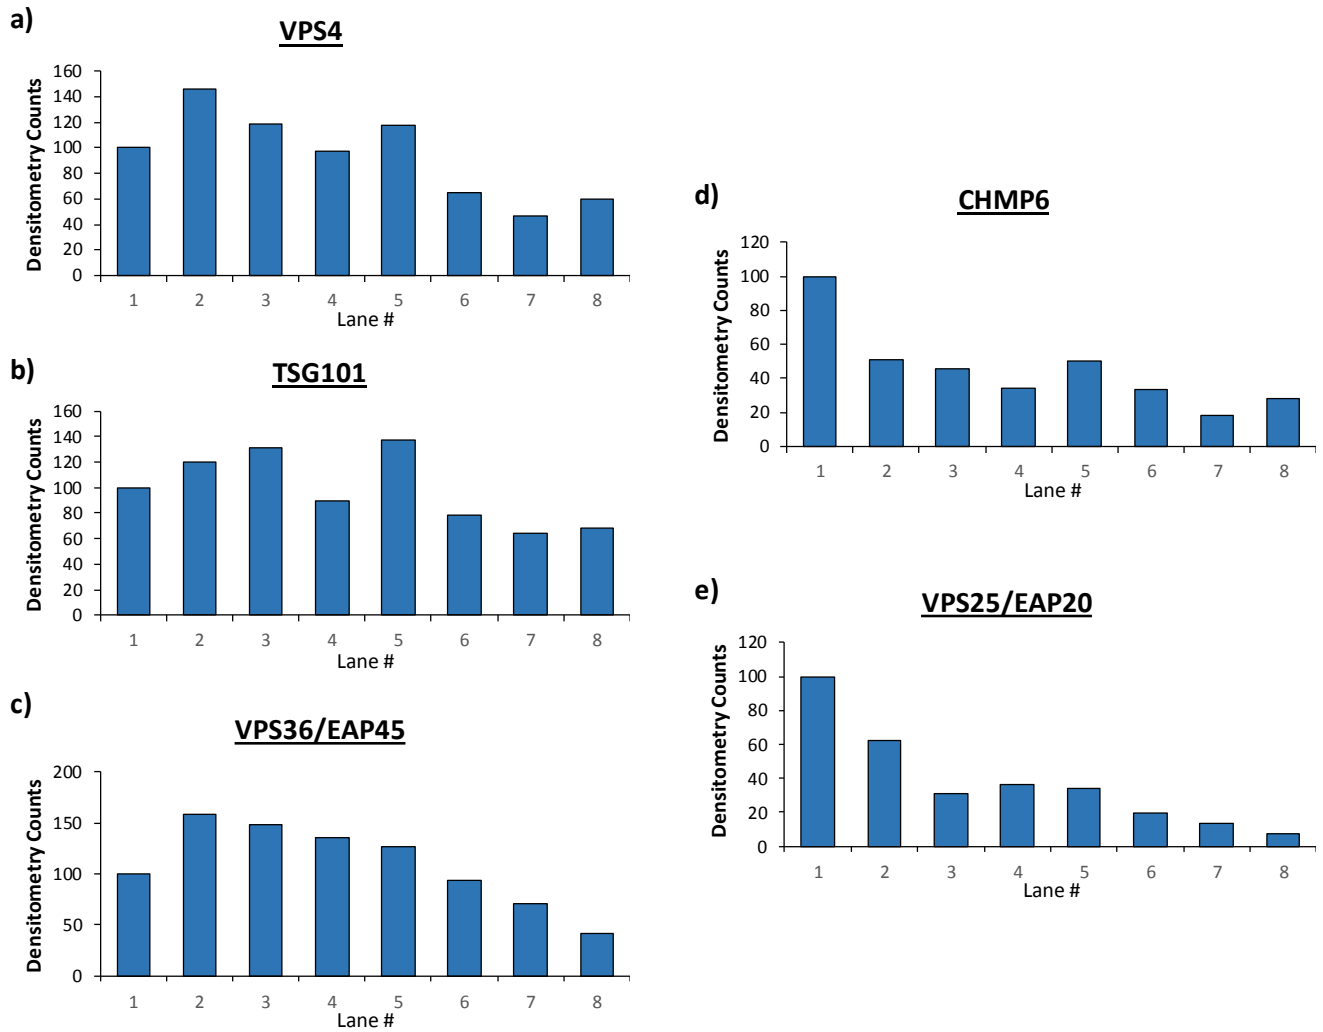 a)
VPS4
Densitometry Counts
160
140
120
100
80
60
40
20
0
1 2 3 4 5 6 7 8
Lane #
b)
TSG101
Densitometry Counts
160
140
120
100
80
60
40
20
0
1 2 3 4 5 6 7 8
Lane #
c)
VPS36/EAP45
Densitometry Counts
200
150
100
50
0
1 2 3 4 5 6 7 8
Lane #
d)
CHMP6
Densitometry Counts
120
100
80
60
40
20
0
1 2 3 4 5 6 7 8
Lane #
e)
VPS25/EAP20
Densitometry Counts
120
100
80
60
40
20
0
1 2 3 4 5 6 7 8
Lane #